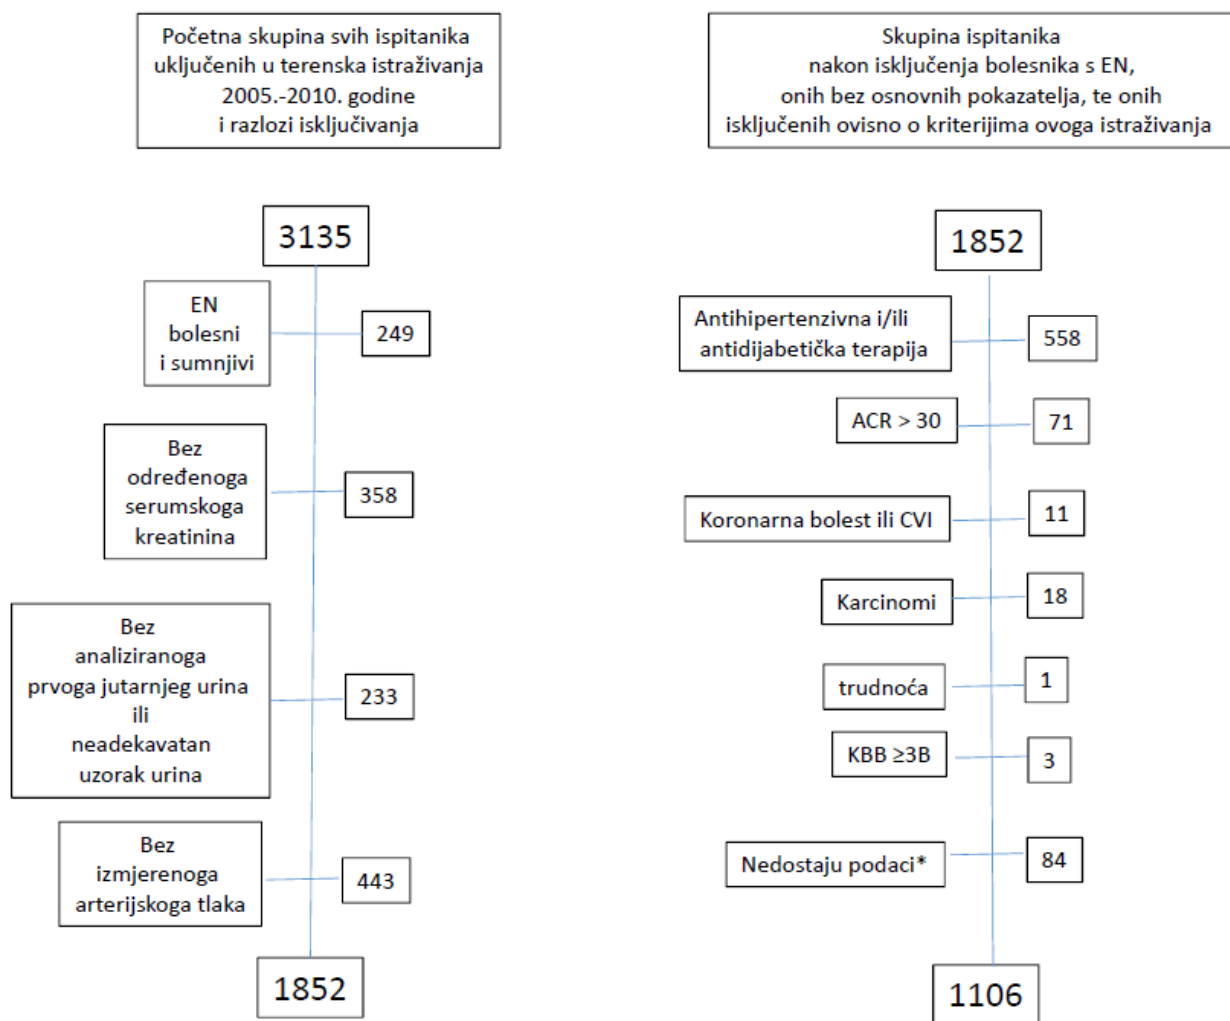 Početna skupina svih ispitanika
uključenih u terenska istraživanja
2005.-2010. godine
i razlozi isključivanja
3135
EN
bolesni
i sumnjivi
249
Bez
određenoga
serumskoga
kreatinina
358
Bez
analiziranoga
prvoga jutarnjeg urina
ili
neadekavatan
uzorak urina
233
Bez
izmjerenoga
arterijskoga tlaka
443
1852
Skupina ispitanika
nakon isključenja bolesnika s EN,
onih bez osnovnih pokazatelja, te onih
isključenih ovisno o kriterijima ovoga istraživanja
1852
Antihipertenzivna i/ili
antidijabetička terapija
558
ACR > 30
71
Koronarna bolest ili CVI
11
Karcinomi
18
trudnoća
1
KBB ≥3B
3
Nedostaju podaci*
84
1106